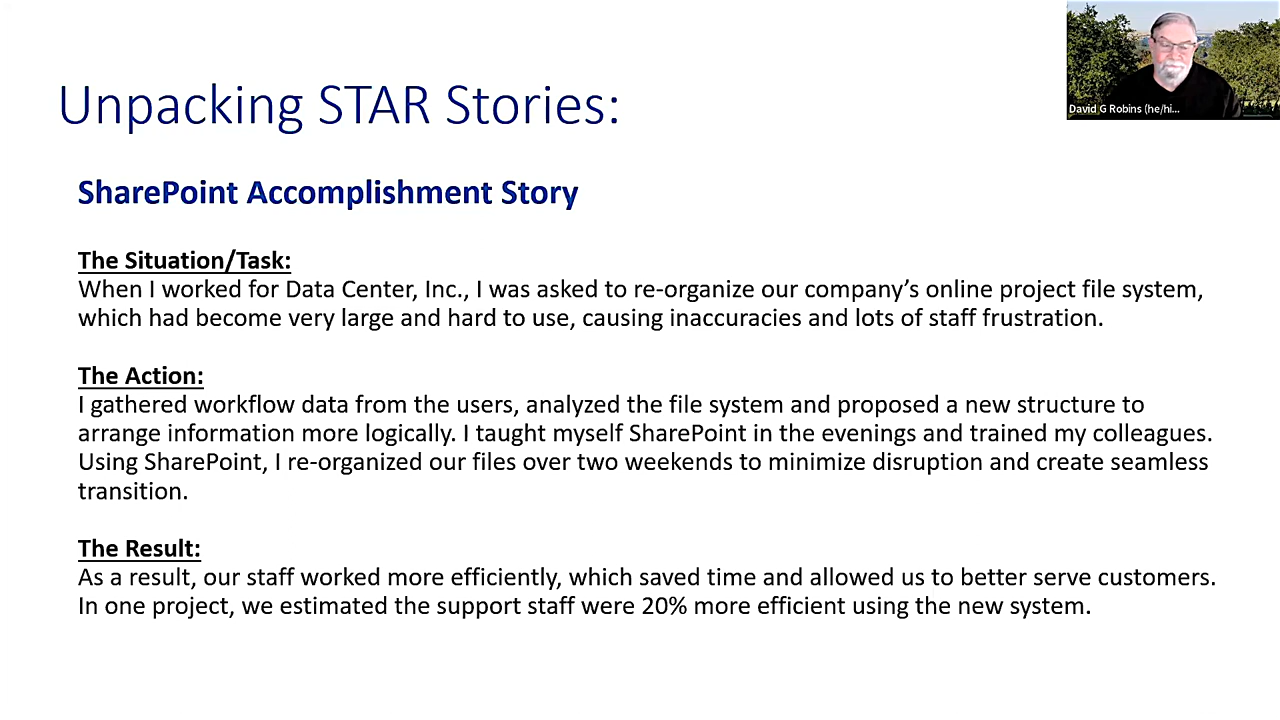 Unpacking STAR Stories:
David G Robins (he/hi...
SharePoint Accomplishment Story
The Situation/Task:
When I worked for Data Center, Inc., I was asked to re-organize our company’s online project file system,
which had become very large and hard to use, causing inaccuracies and lots of staff frustration.
The Action:
I gathered workflow data from the users, analyzed the file system and proposed a new structure to
arrange information more logically. I taught myself SharePoint in the evenings and trained my colleagues.
Using SharePoint, I re-organized our files over two weekends to minimize disruption and create seamless
transition.
The Result:
As a result, our staff worked more efficiently, which saved time and allowed us to better serve customers.
In one project, we estimated the support staff were 20% more efficient using the new system.